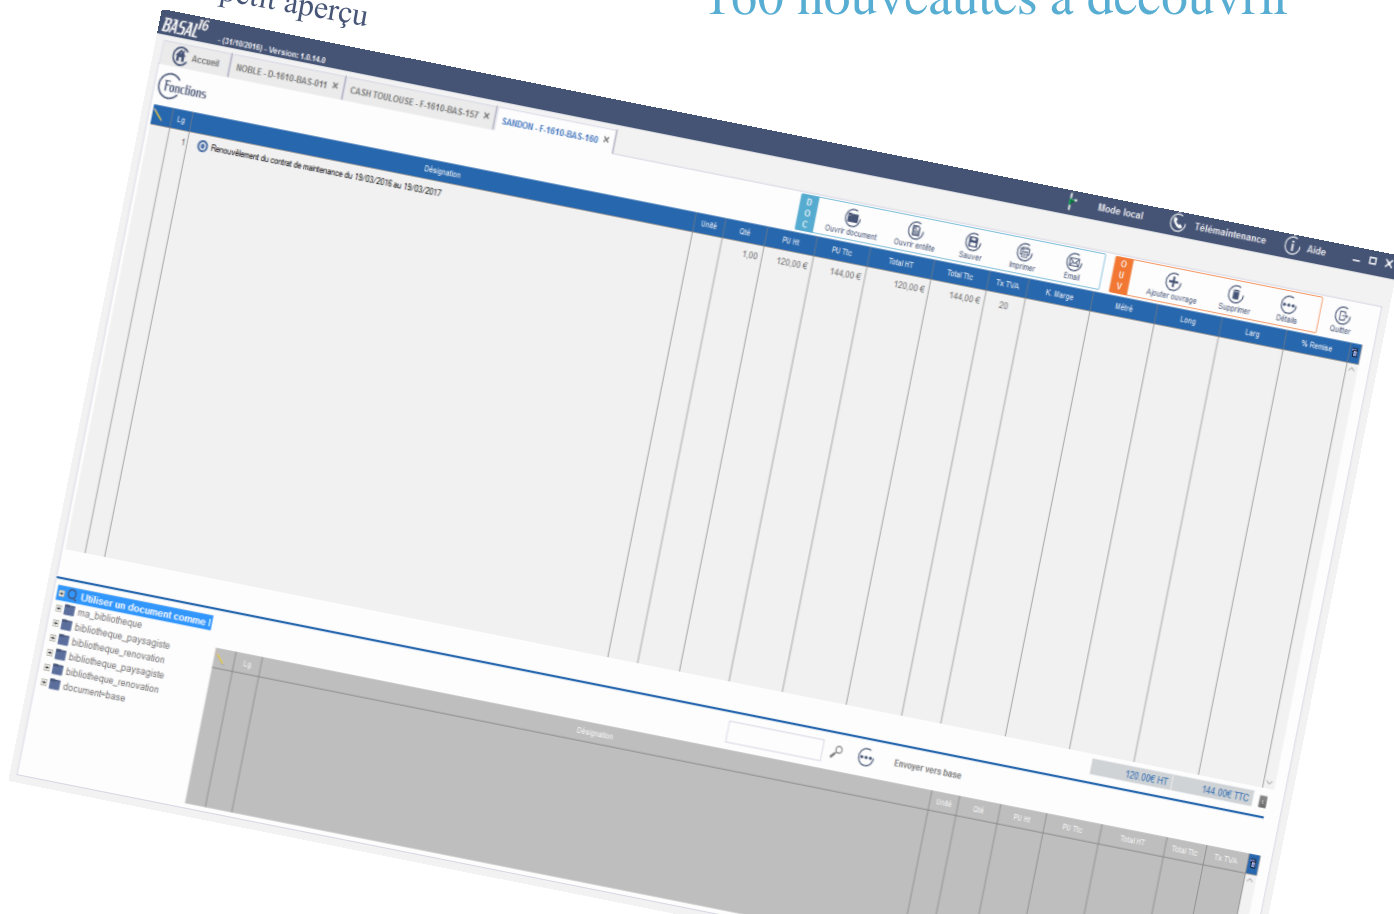 petit aperçu
160 nouveautés à découvrir
BASAL16 - (31/10/2016) - Version: 1.0.14.0
Mode local Télémaintenance Aide
Accueil NOBLE - D-1610-BAS-011 × CASH TOULOUSE - F-1610-BAS-157 × SANDON - F-1610-BAS-160 ×
Fonctions
DOC Ouvrir document Ouvrir entête Sauver Imprimer Email OUV Ajouter ouvrage Supprimer Détails Quitter
Lg Désignation Unité Qté PU Ht PU Ttc Total HT Total Ttc Tx TVA K. Marge Métré Long Larg % Remise
1 Renouvèlement du contrat de maintenance du 19/03/2016 au 19/03/2017 1,00 120,00 € 144,00 € 120,00 € 144,00 € 20
120.00€ HT 144.00€ TTC
Utiliser un document comme
ma_bibliotheque
bibliotheque_paysagiste
bibliotheque_renovation
bibliotheque_paysagiste
bibliotheque_renovation
document=base
Envoyer vers base
Lg Désignation Unité Qté PU Ht PU Ttc Total HT Total Ttc Tx TVA